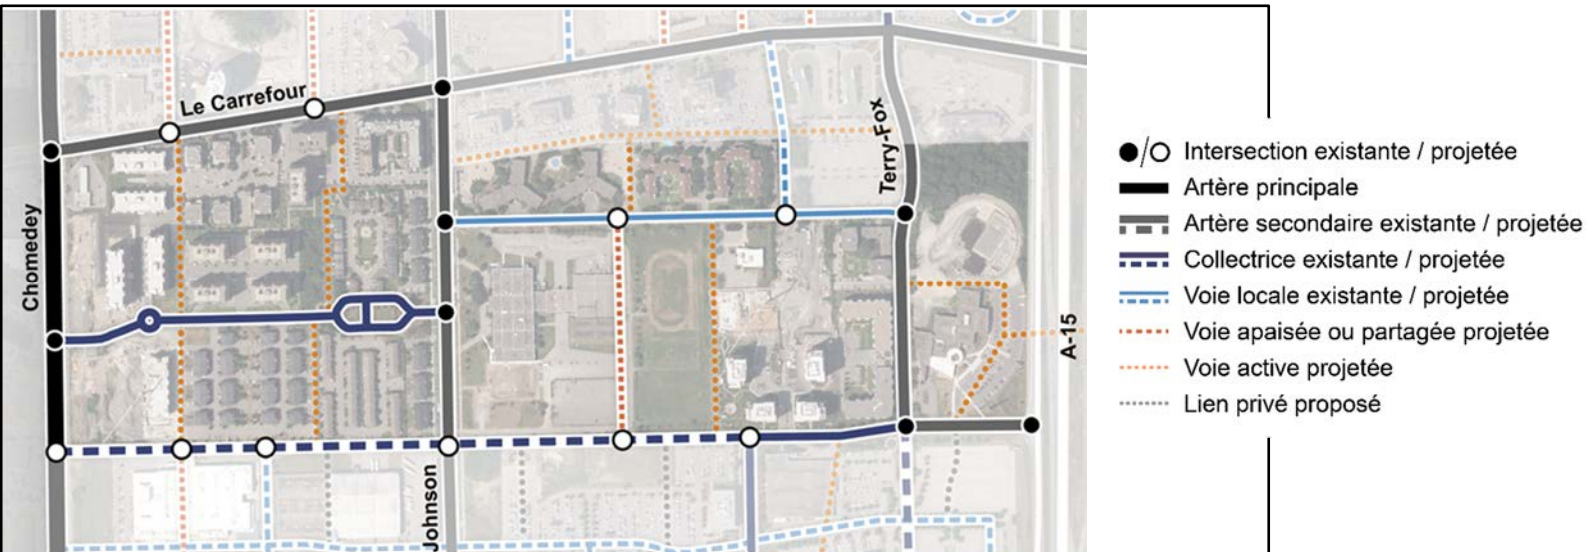 Le Carrefour
Terry-Fox
Chomedey
A-15
Johnson
Intersection existante / projetée
Artère principale
Artère secondaire existante / projetée
Collectrice existante / projetée
Voie locale existante / projetée
Voie apaisée ou partagée projetée
Voie active projetée
Lien privé proposé